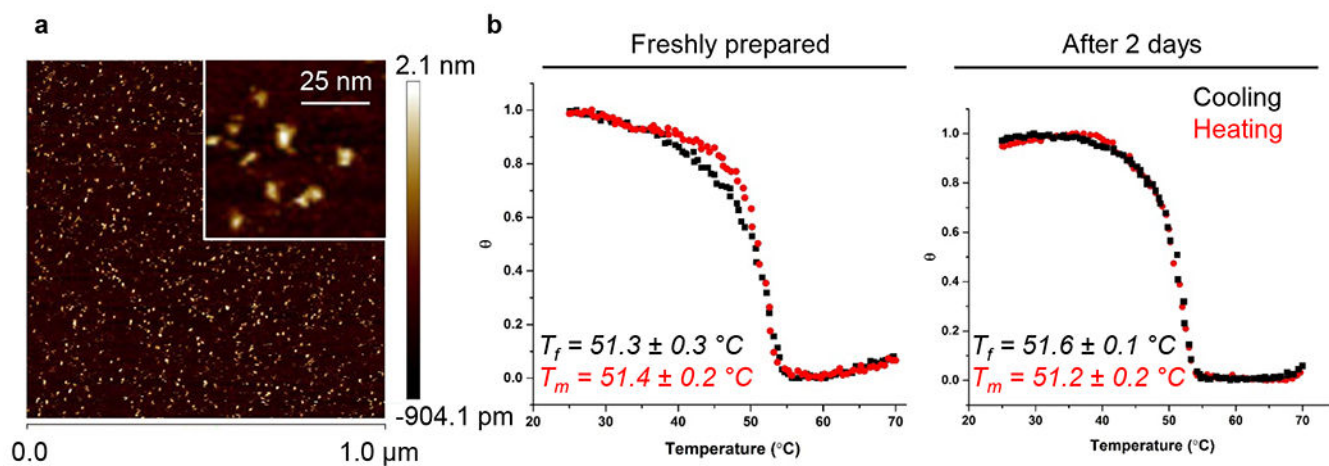 a
25 nm
2.1 nm
-904.1 pm
0.0
1.0 µm
b
Freshly prepared
1.0
0.8
0.6
0.4
0.2
0.0
θ
T_f = 51.3 ± 0.3 °C
T_m = 51.4 ± 0.2 °C
20 30 40 50 60 70
Temperature (°C)
After 2 days
Cooling
Heating
1.0
0.8
0.6
0.4
0.2
0.0
θ
T_f = 51.6 ± 0.1 °C
T_m = 51.2 ± 0.2 °C
20 30 40 50 60 70
Temperature (°C)